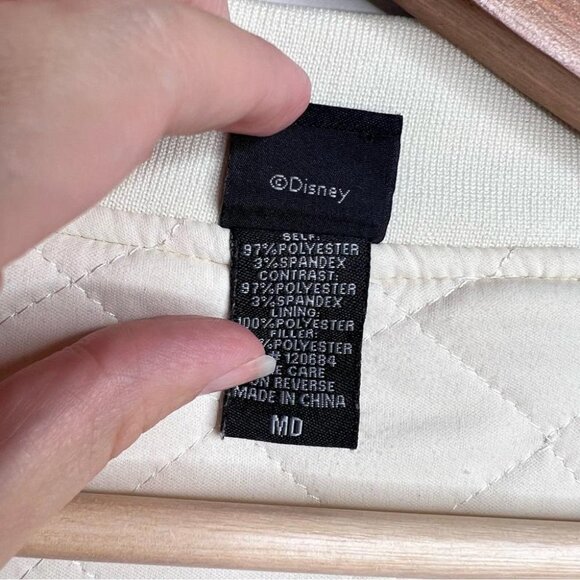 ©Disney
SELF:
97%POLYESTER
3%SPANDEX
CONTRAST:
97%POLYESTER
3%SPANDEX
LINING:
100%POLYESTER
FILLER:
%POLYESTER
# 120684
CARE
ON REVERSE
MADE IN CHINA
MD